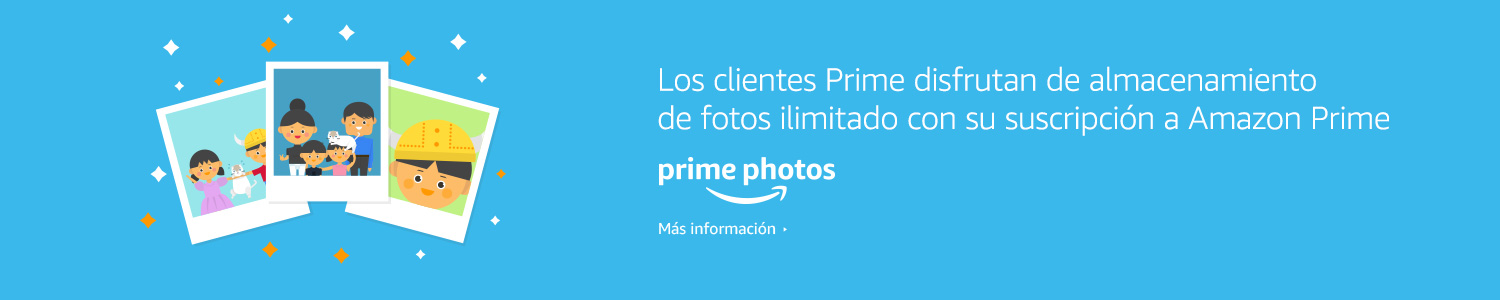 Los clientes Prime disfrutan de almacenamiento
de fotos ilimitado con su suscripción a Amazon Prime
prime photos
Más información